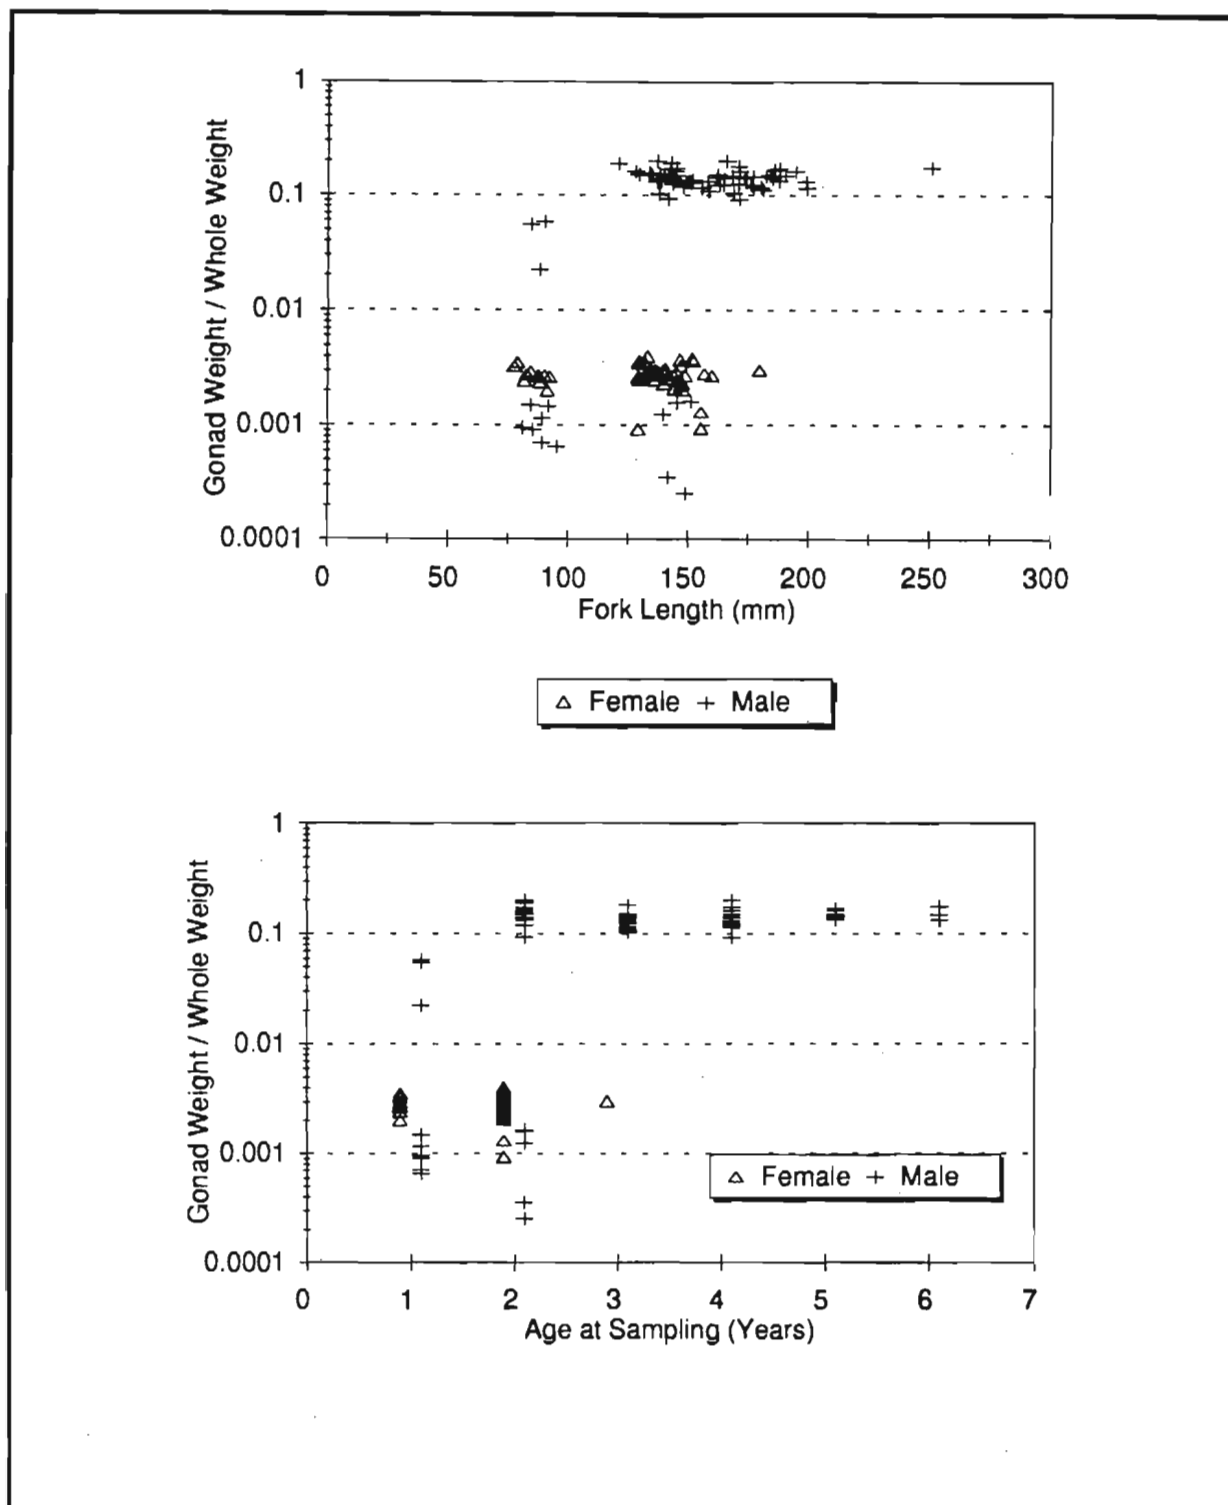 Gonad Weight / Whole Weight
1
0.1
0.01
0.001
0.0001
0 50 100 150 200 250 300
Fork Length (mm)
Female Male
Gonad Weight / Whole Weight
1
0.1
0.01
0.001
0.0001
Female Male
0 1 2 3 4 5 6 7
Age at Sampling (Years)